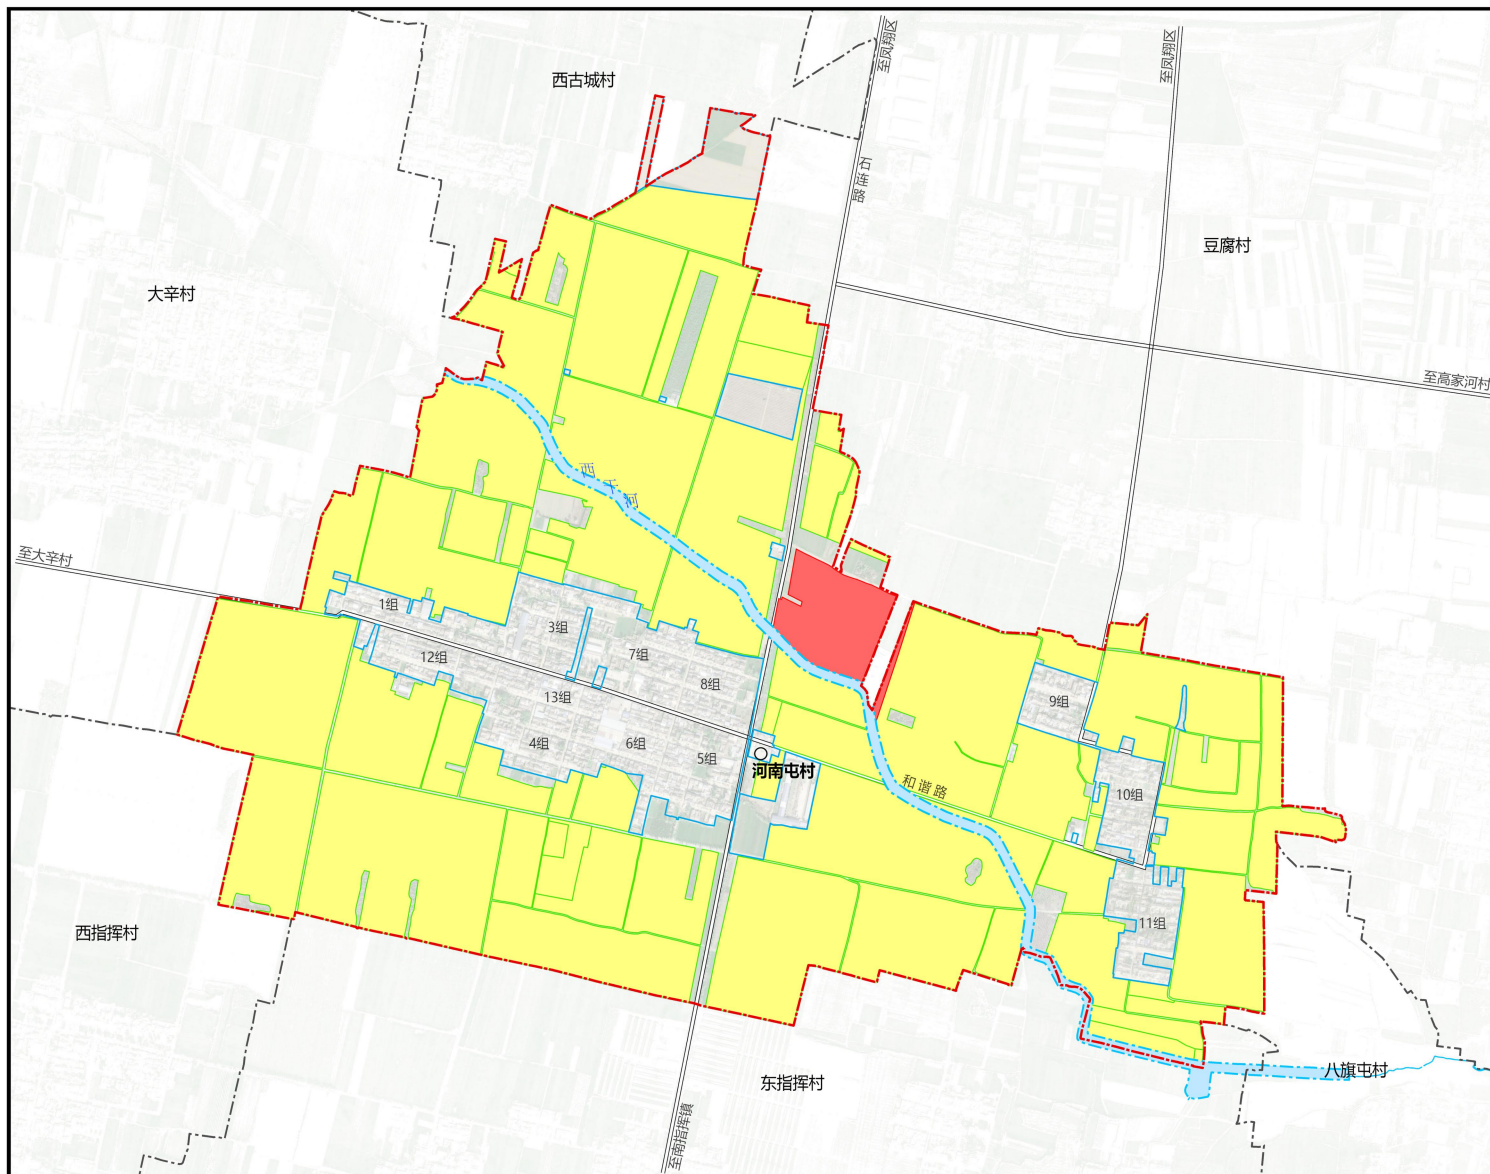 至凤翔区
至凤翔区
西古城村
石连路
豆腐村
大辛村
至高家河村
西干河
至大辛村
1组
3组
7组
12组
8组
13组
9组
4组
6组
5组
河南屯村
和谐路
10组
11组
西指挥村
八旗屯村
东指挥村
至南指挥镇